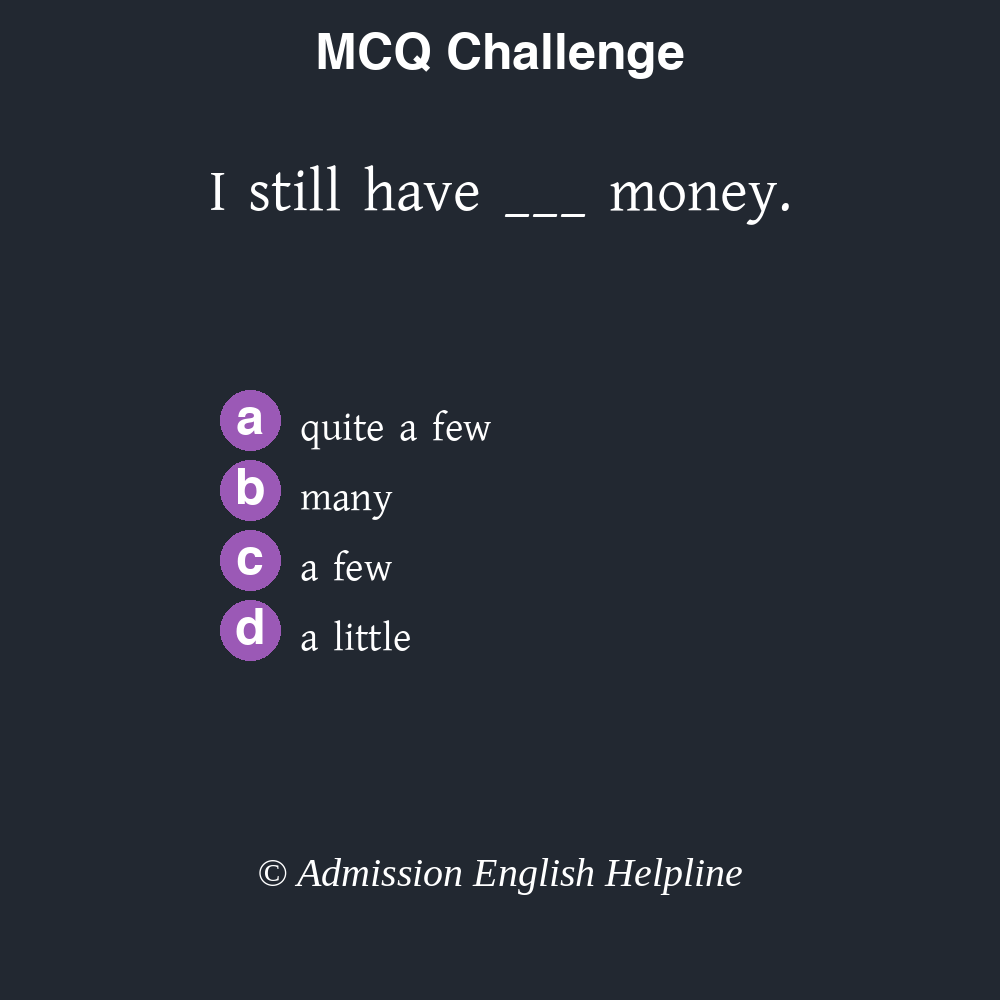 MCQ Challenge
I still have ___ money.
a quite a few
b many
c a few
d a little
© Admission English Helpline